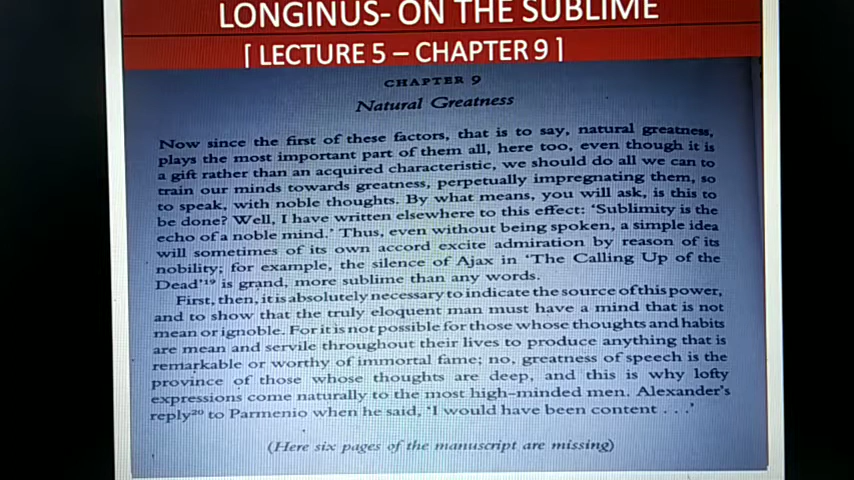 LONGINUS- ON THE SUBLIME
[ LECTURE 5 – CHAPTER 9 ]
CHAPTER 9
Natural Greatness
Now since the first of these factors, that is to say, natural greatness,
plays the most important part of them all, here too, even though it is
a gift rather than an acquired characteristic, we should do all we can to
train our minds towards greatness, perpetually impregnating them, so
to speak, with noble thoughts. By what means, you will ask, is this to
be done? Well, I have written elsewhere to this effect: ‘Sublimity is the
echo of a noble mind.’ Thus, even without being spoken, a simple idea
will sometimes of its own accord excite admiration by reason of its
nobility; for example, the silence of Ajax in ‘The Calling Up of the
Dead’¹⁹ is grand, more sublime than any words.
First, then, it is absolutely necessary to indicate the source of this power,
and to show that the truly eloquent man must have a mind that is not
mean or ignoble. For it is not possible for those whose thoughts and habits
are mean and servile throughout their lives to produce anything that is
remarkable or worthy of immortal fame; no, greatness of speech is the
province of those whose thoughts are deep, and this is why lofty
expressions come naturally to the most high-minded men. Alexander’s
reply²⁰ to Parmenio when he said, ‘I would have been content . . .’
(Here six pages of the manuscript are missing)